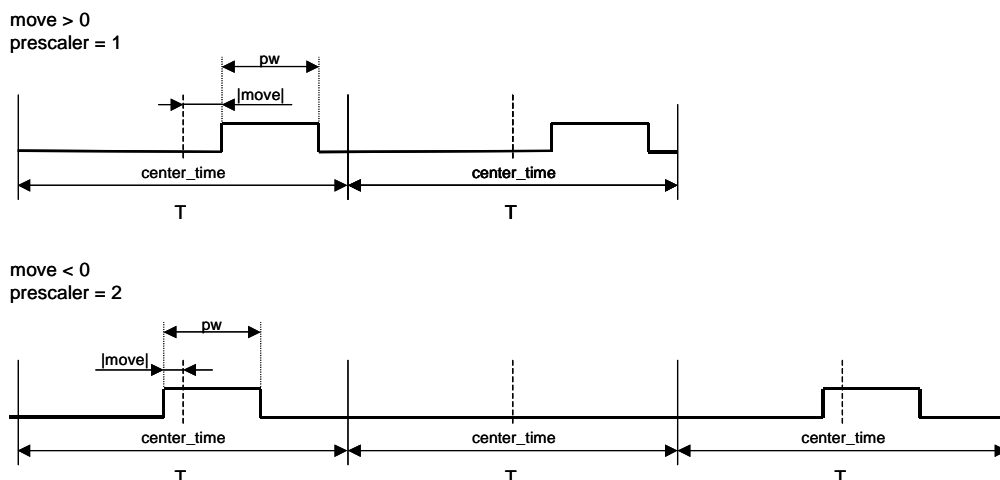 move > 0
prescaler = 1
pw
|move|
center_time
center_time
T
T
move < 0
prescaler = 2
pw
|move|
center_time
center_time
center_time
T
T
T